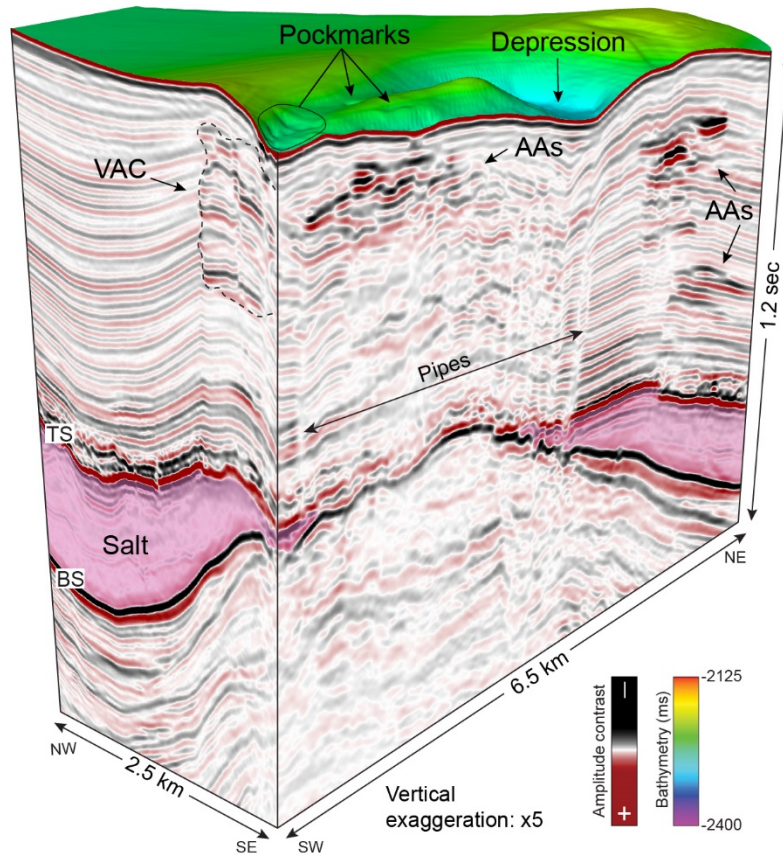 Pockmarks
Depression
VAC
AAs
AAs
Pipes
1.2 sec
TS
Salt
BS
NE
6.5 km
NW
2.5 km
SE
SW
Vertical
exaggeration: x5
Amplitude contrast
–
+
Bathymetry (ms)
-2125
-2400